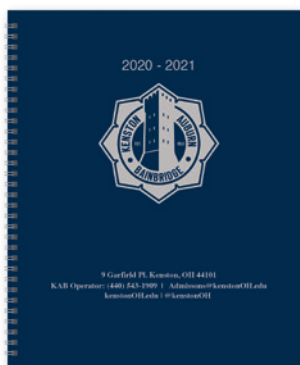 2020 - 2021
KENSTON
AUBURN
BAINBRIDGE
9 Garfield Pl, Kenston, OH 44101
KAB Operator: (440) 543-1909 | Admissons@kenstonOH.edu
kenstonOH.edu | @kenstonOH